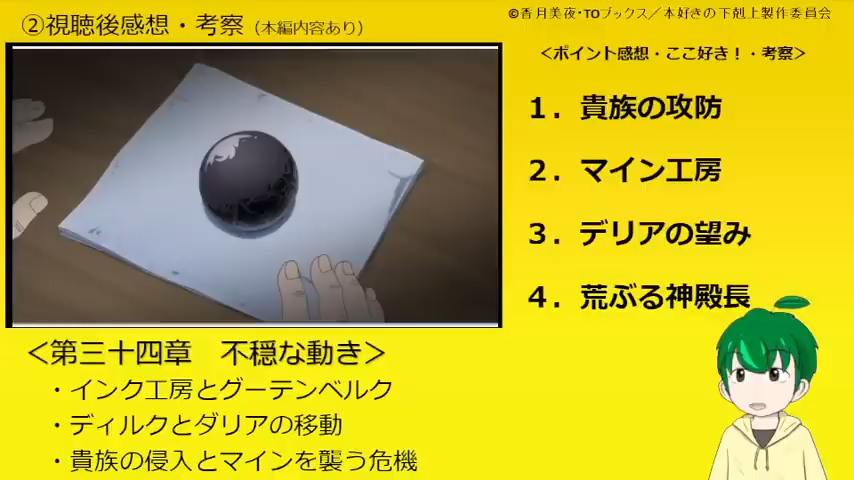 ②視聴後感想・考察（本編内容あり）
©香月美夜・TOブックス／本好きの下剋上製作委員会
＜ポイント感想・ここ好き！・考察＞
１．貴族の攻防
２．マイン工房
３．デリアの望み
４．荒ぶる神殿長
＜第三十四章　不穏な動き＞
・インク工房とグーテンベルク
・ディルクとダリアの移動
・貴族の侵入とマインを襲う危機